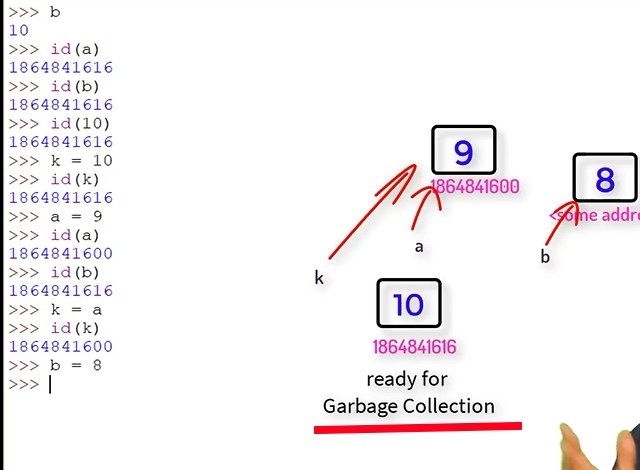 >>> b
10
>>> id(a)
1864841616
>>> id(b)
1864841616
>>> id(10)
1864841616
>>> k = 10
>>> id(k)
1864841616
>>> a = 9
>>> id(a)
1864841600
>>> id(b)
1864841616
>>> k = a
>>> id(k)
1864841600
>>> b = 8
>>>
9
1864841600
8
<some addre
a
b
k
10
1864841616
ready for
Garbage Collection